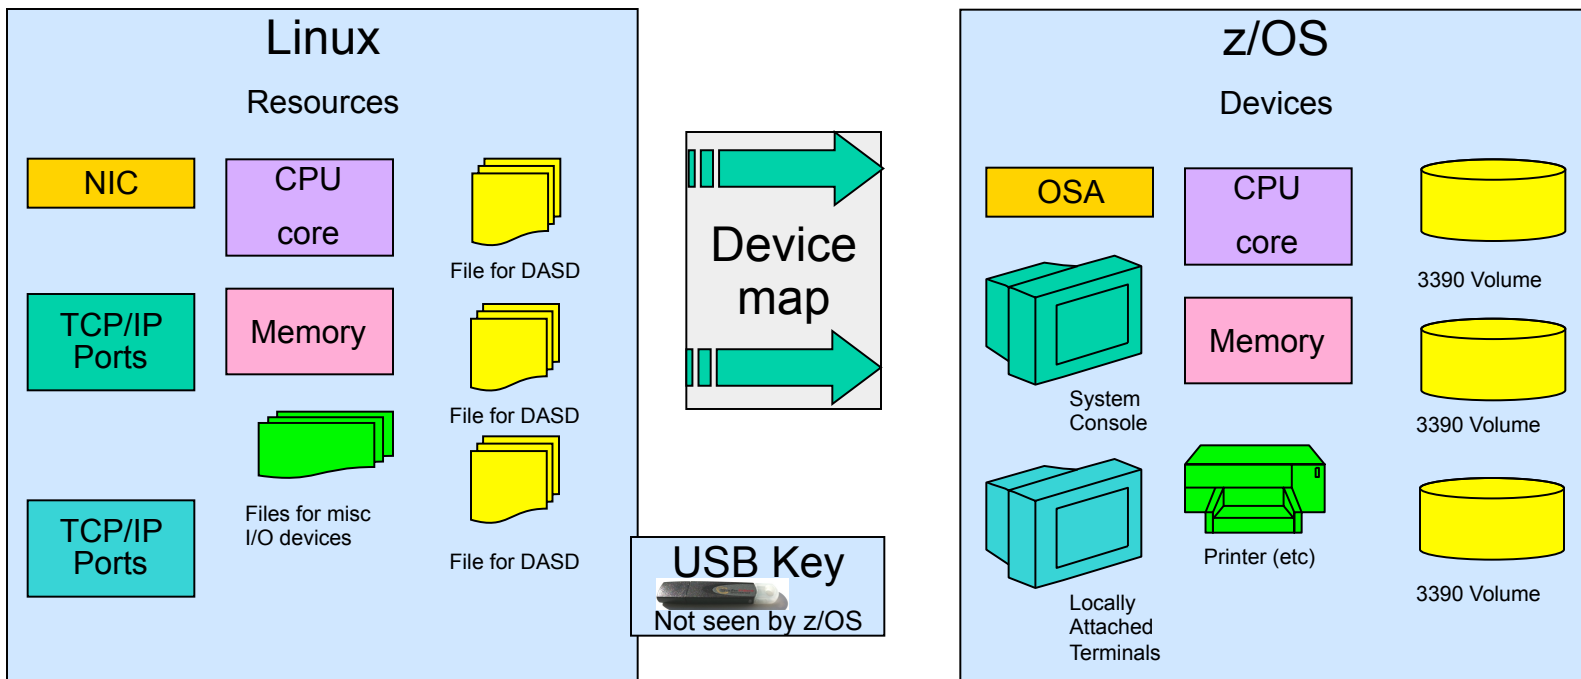 Linux
Resources
NIC
CPU
core
File for DASD
TCP/IP
Ports
Memory
File for DASD
Files for misc
I/O devices
TCP/IP
Ports
File for DASD
Device
map
USB Key
Not seen by z/OS
z/OS
Devices
OSA
CPU
core
3390 Volume
System
Console
Memory
3390 Volume
Printer (etc)
Locally
Attached
Terminals
3390 Volume